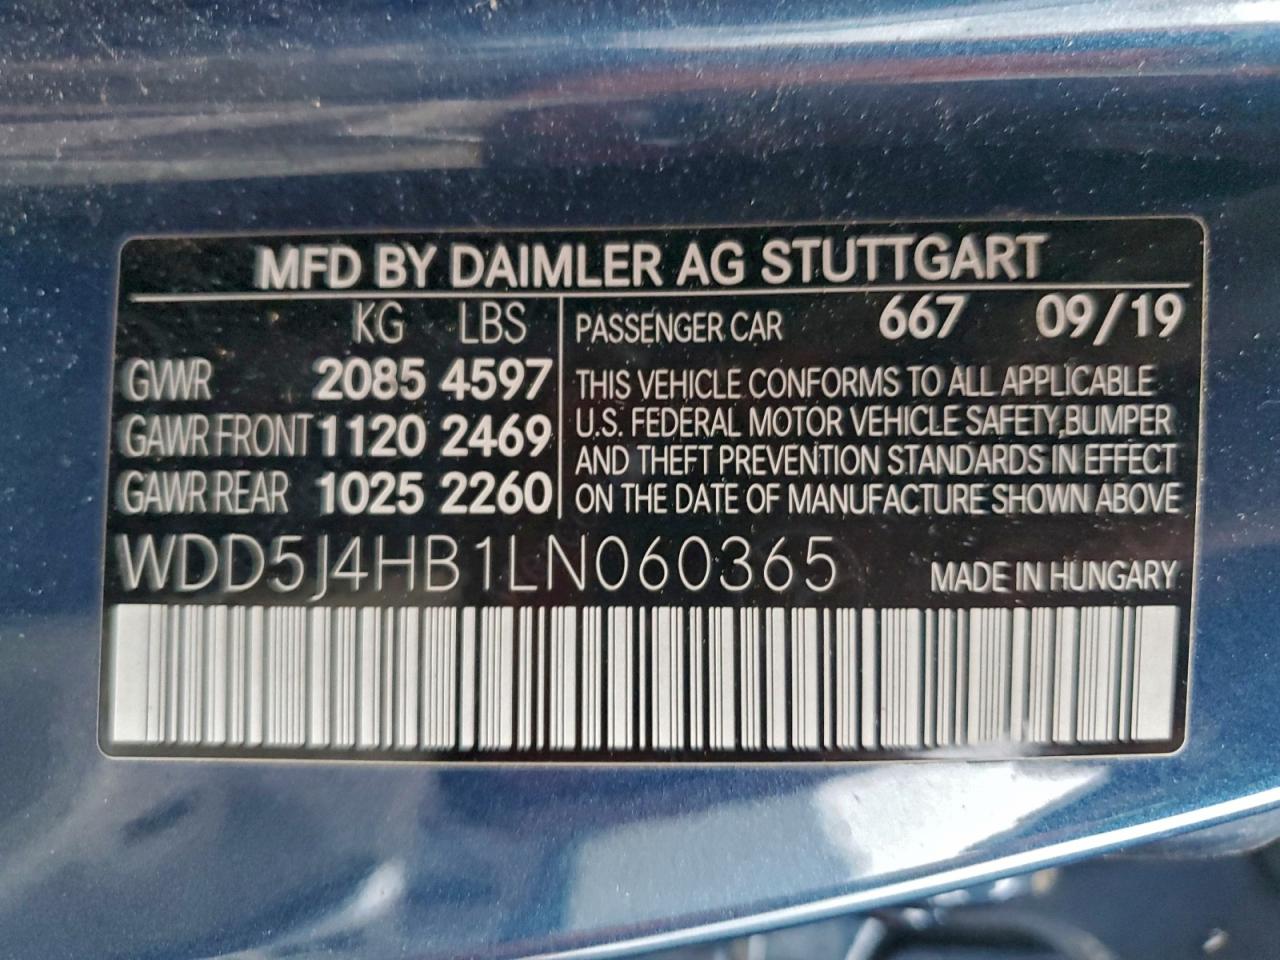 MFD BY DAIMLER AG STUTTGART
KG LBS
GVWR 2085 4597
GAWR FRONT 1120 2469
GAWR REAR 1025 2260
PASSENGER CAR 667 09/19
THIS VEHICLE CONFORMS TO ALL APPLICABLE
U.S. FEDERAL MOTOR VEHICLE SAFETY, BUMPER
AND THEFT PREVENTION STANDARDS IN EFFECT
ON THE DATE OF MANUFACTURE SHOWN ABOVE
WDD5J4HB1LN060365 MADE IN HUNGARY